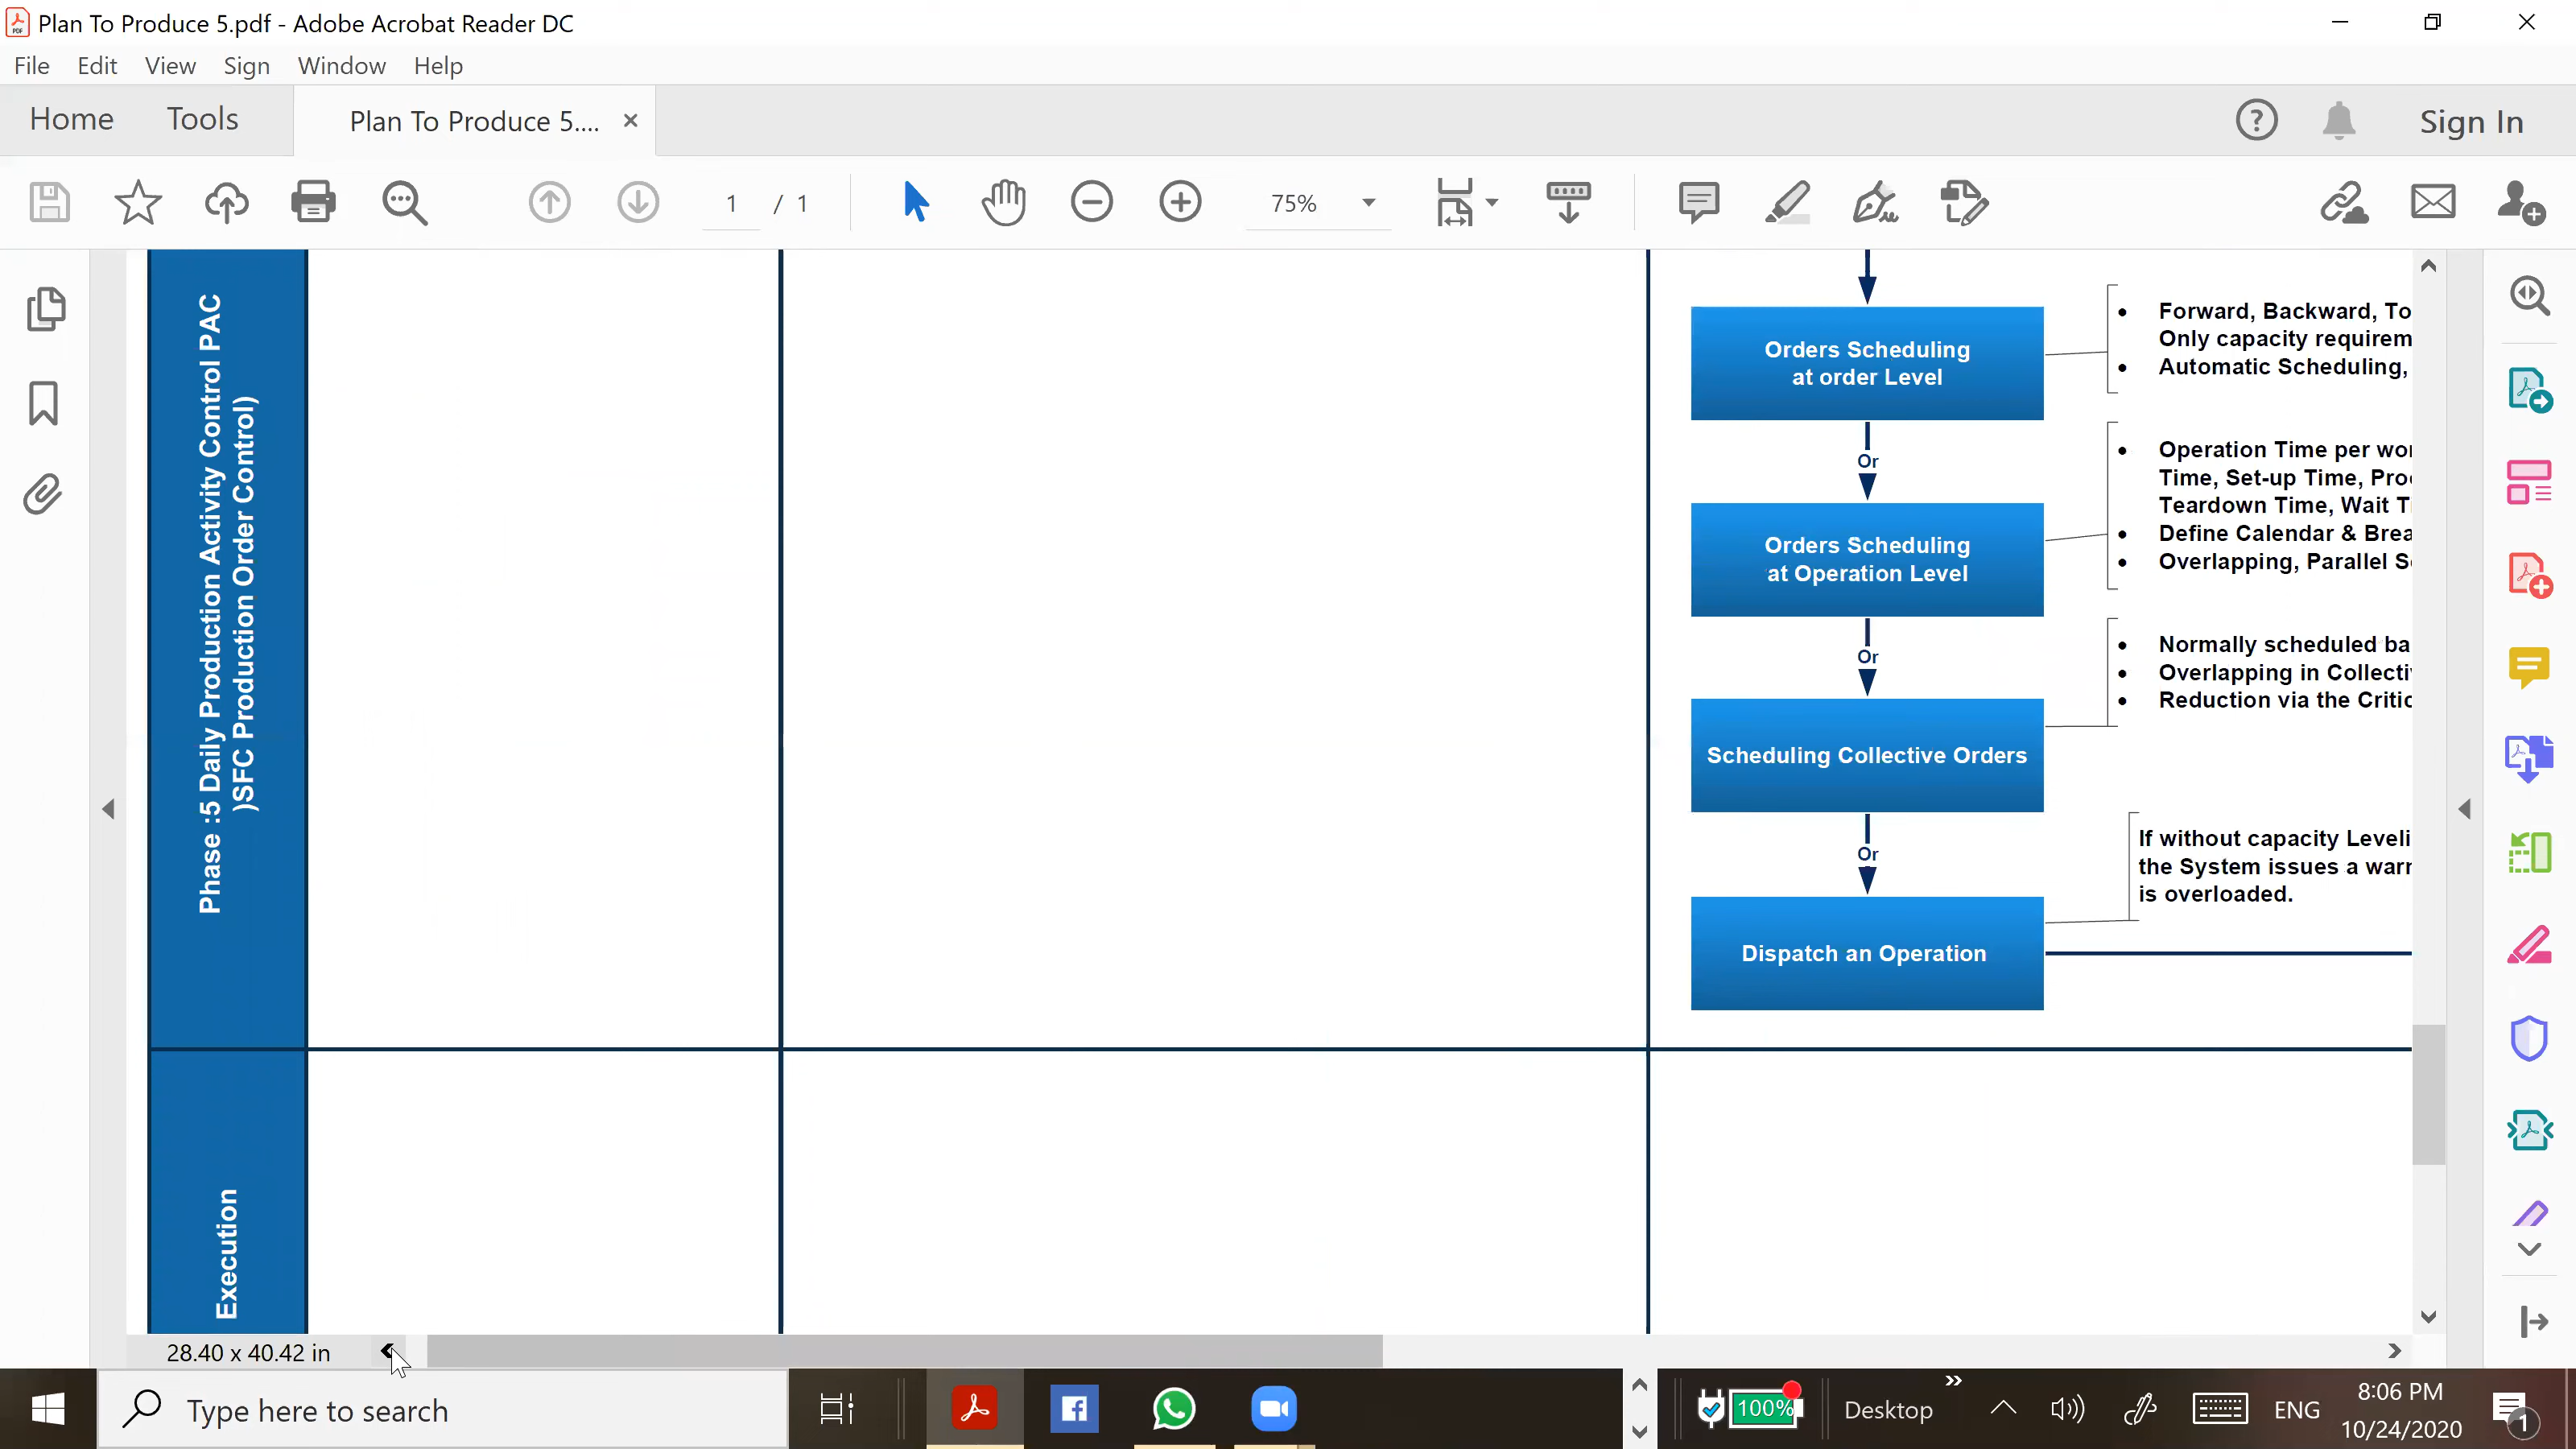 Plan To Produce 5.pdf - Adobe Acrobat Reader DC
File Edit View Sign Window Help
Home Tools Plan To Produce 5.... × Sign In
1 / 1 75%
Phase :5 Daily Production Activity Control PAC
)SFC Production Order Control)
Orders Scheduling
at order Level
Forward, Backward, To
Only capacity requirem
Automatic Scheduling,
Or
Orders Scheduling
at Operation Level
Operation Time per wor
Time, Set-up Time, Pro
Teardown Time, Wait T
Define Calendar & Brea
Overlapping, Parallel S
Or
Scheduling Collective Orders
Normally scheduled ba
Overlapping in Collecti
Reduction via the Critic
Or
Dispatch an Operation
If without capacity Leveli
the System issues a warr
is overloaded.
Execution
28.40 x 40.42 in
Type here to search
100%
Desktop
ENG
8:06 PM
10/24/2020
1